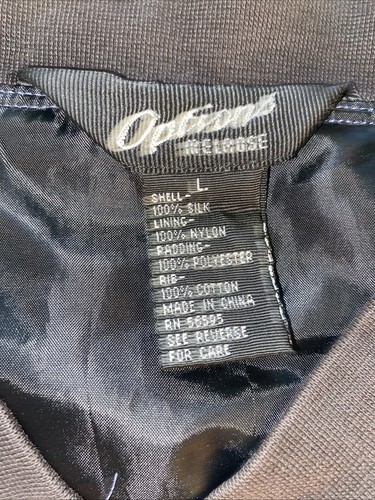 Options
MELROSE
L
SHELL-
100% SILK
LINING-
100% NYLON
PADDING-
100% POLYESTER
RIB-
100% COTTON
MADE IN CHINA
RN 58595
SEE REVERSE
FOR CARE